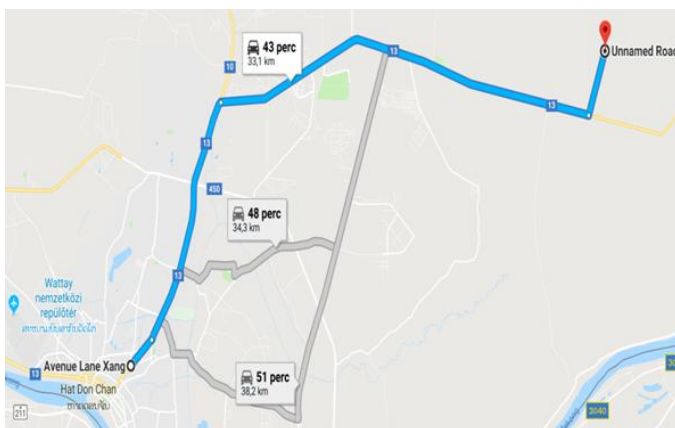 43 perc
33,1 km
10
13
Unnamed Road
13
13
13
450
48 perc
34,3 km
13
Wattay
nemzetközi
repülőtér
Avenue Lane Xang
13
Hat Don Chan
51 perc
38,2 km
211
3040